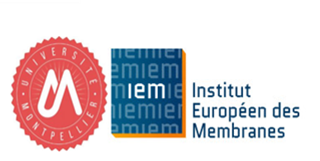 UNIVERSITÉ
MONTPELLIER
iem
Institut
Européen des
Membranes